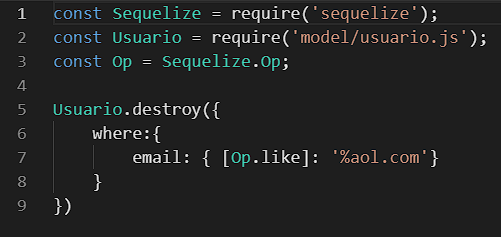 1 const Sequelize = require('sequelize');
2 const Usuario = require('model/usuario.js');
3 const Op = Sequelize.Op;
4
5 Usuario.destroy({
6     where:{
7         email: { [Op.like]: '%aol.com'}
8     }
9 })